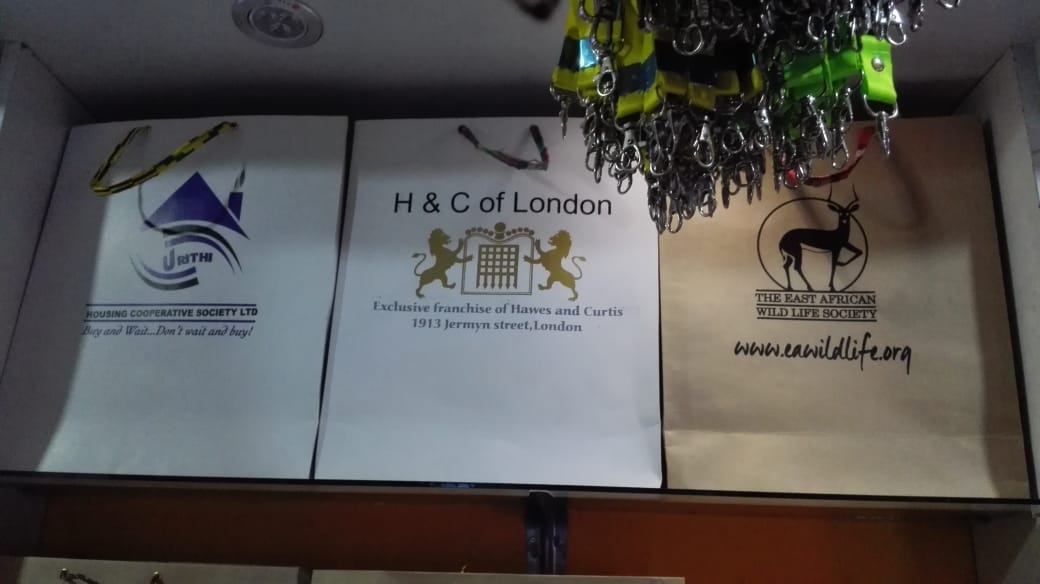 URITHI
HOUSING COOPERATIVE SOCIETY LTD
Buy and Wait...Don't wait and buy!
H & C of London
Exclusive franchise of Hawes and Curtis
1913 Jermyn street,London
THE EAST AFRICAN
WILD LIFE SOCIETY
www.eawildlife.org